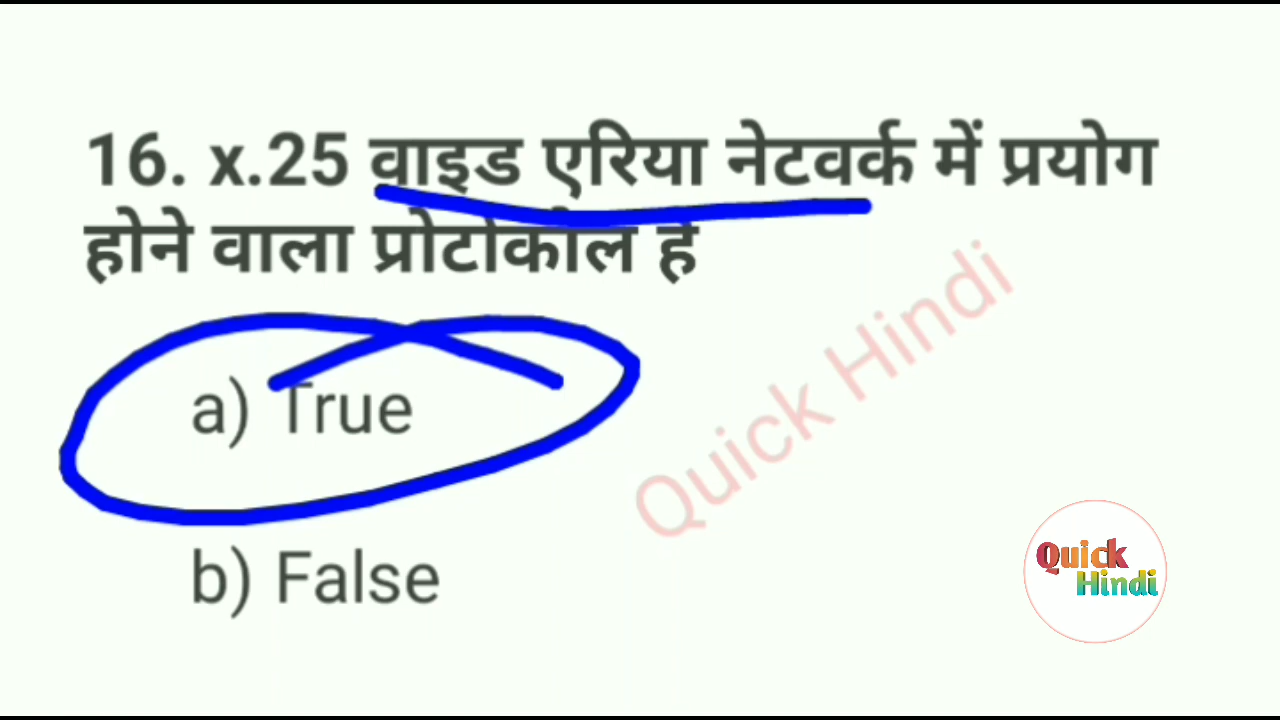 16. x.25 वाइड एरिया नेटवर्क में प्रयोग
होने वाला प्रोटोकॉल है
a) True
b) False
Quick Hindi
Quick
Hindi